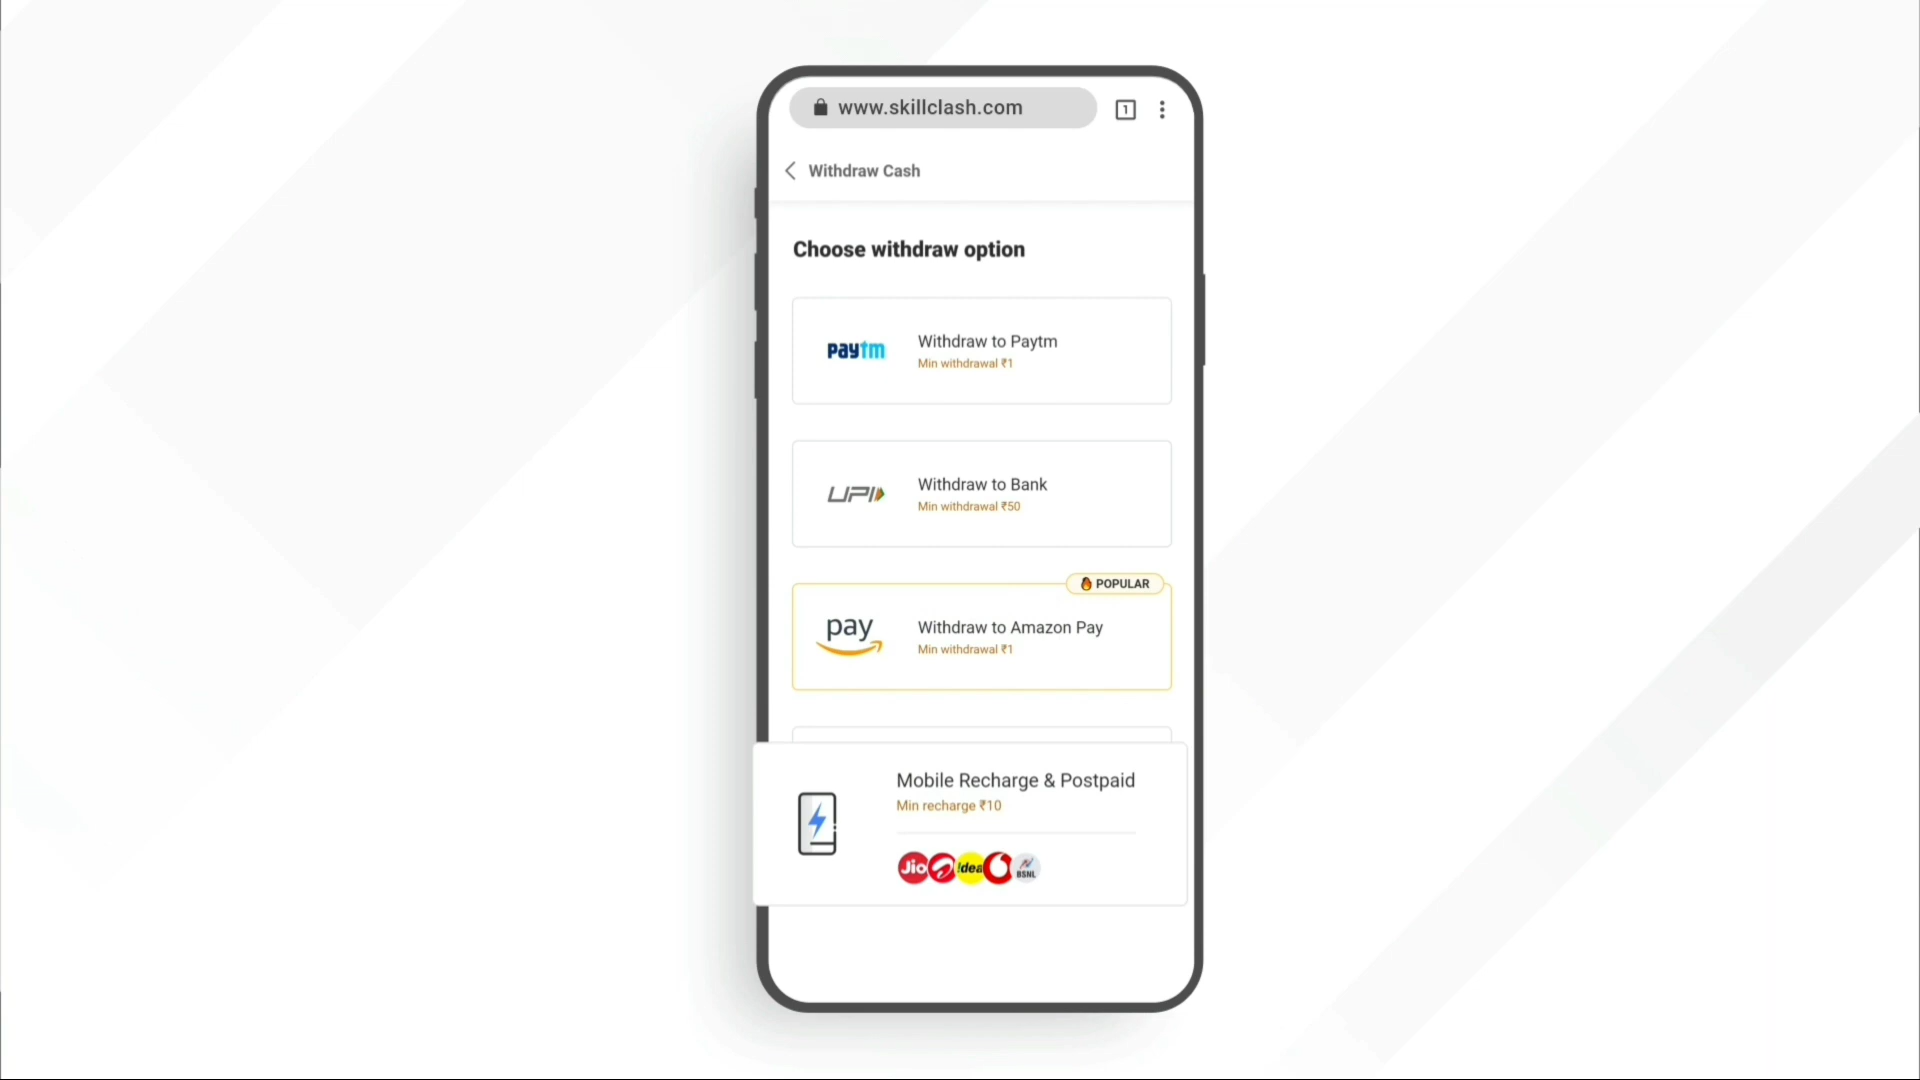 www.skillclash.com
1
Withdraw Cash
Choose withdraw option
paytm
Withdraw to Paytm
Min withdrawal ₹1
UPI
Withdraw to Bank
Min withdrawal ₹50
POPULAR
pay
Withdraw to Amazon Pay
Min withdrawal ₹1
Mobile Recharge & Postpaid
Min recharge ₹10
Jio
!dea
BSNL